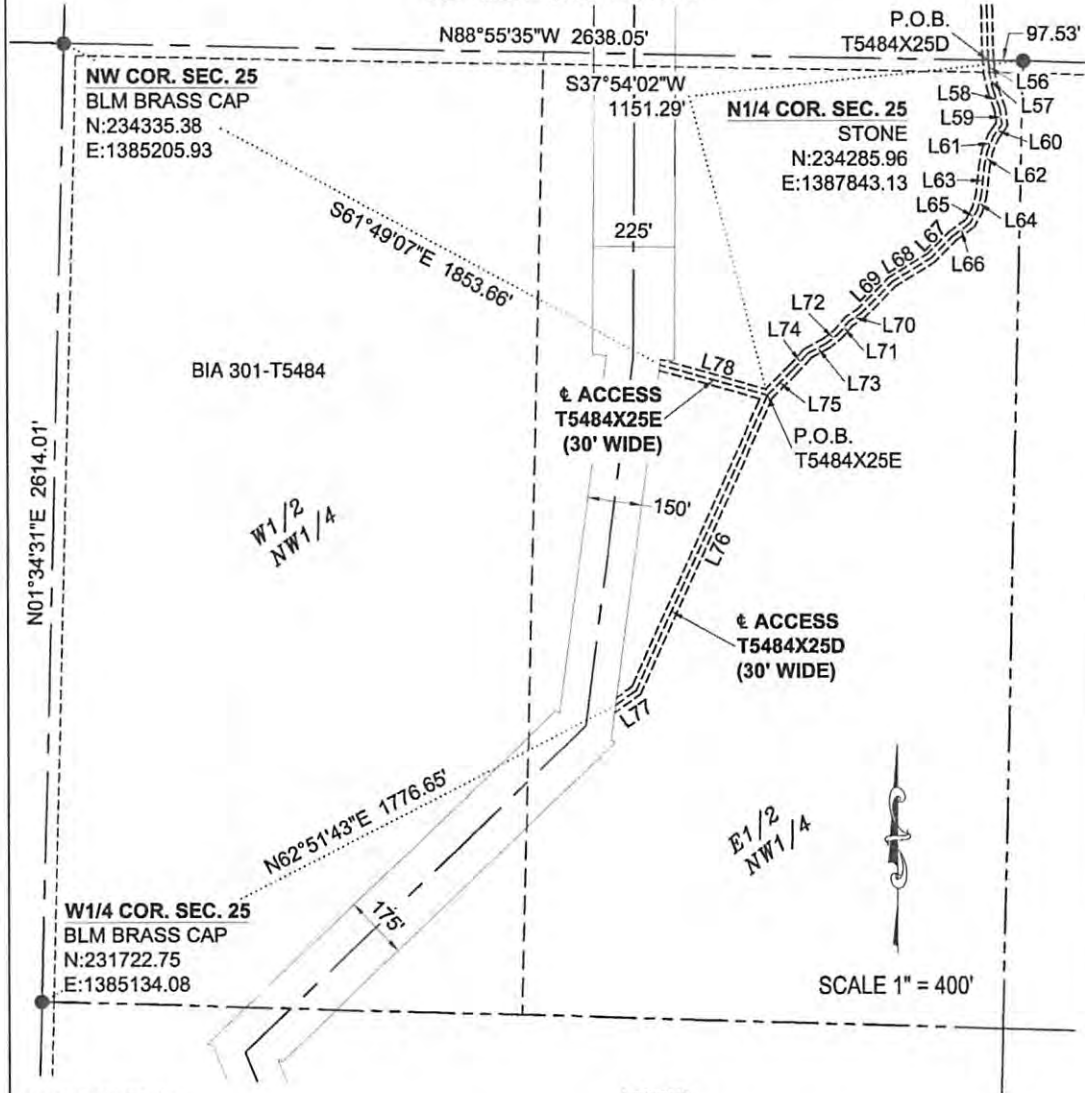 N88°55'35"W 2638.05'
P.O.B.
T5484X25D
97.53'
NW COR. SEC. 25
BLM BRASS CAP
N:234335.38
E:1385205.93
S37°54'02"W
1151.29'
N1/4 COR. SEC. 25
STONE
N:234285.96
E:1387843.13
L56
L57
L58
L59
L60
L61
L62
L63
L64
L65
L66
L67
L68
L69
L70
L71
L72
L73
L74
L75
S61°49'07"E 1853.66'
225'
BIA 301-T5484
L78
℄ ACCESS
T5484X25E
(30' WIDE)
P.O.B.
T5484X25E
W1/2
NW1/4
150'
L76
N01°34'31"E 2614.01'
℄ ACCESS
T5484X25D
(30' WIDE)
L77
N62°51'43"E 1776.65'
E1/2
NW1/4
W1/4 COR. SEC. 25
BLM BRASS CAP
N:231722.75
E:1385134.08
175'
SCALE 1" = 400'